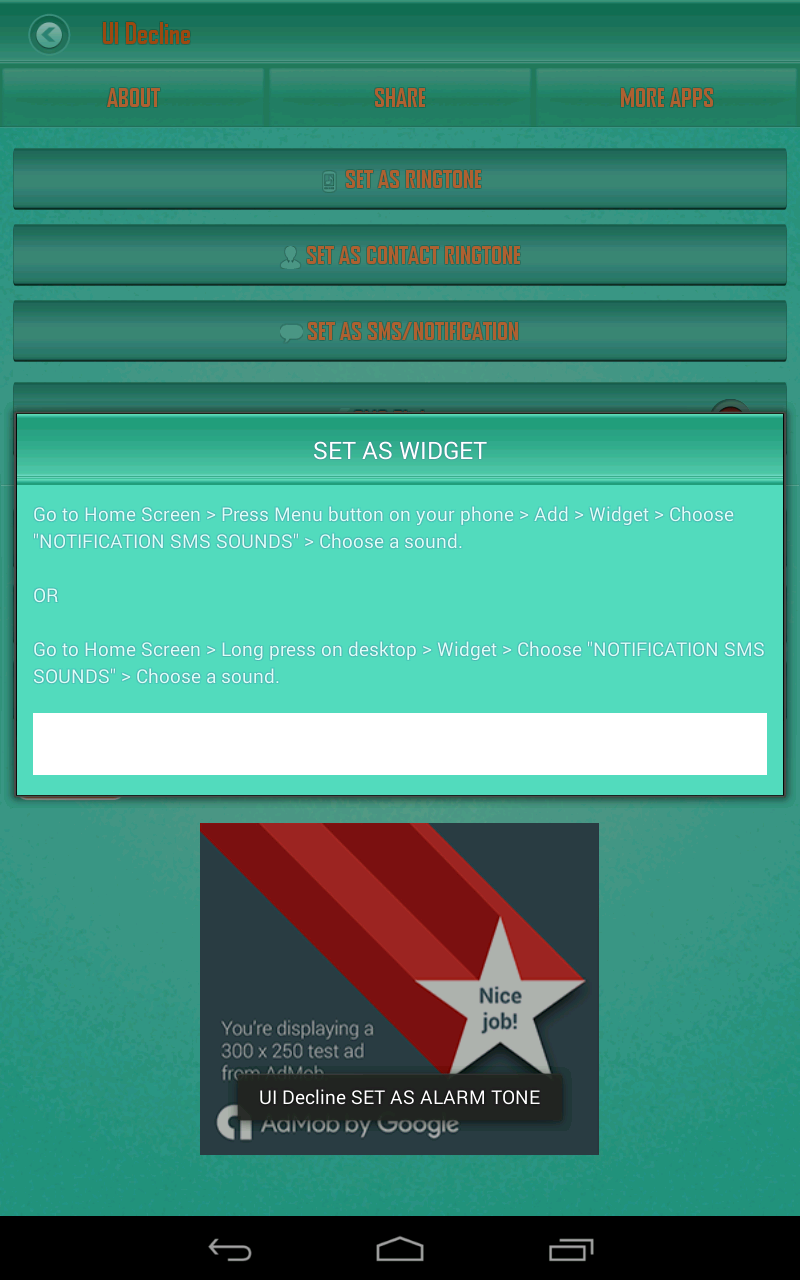 UI Decline
ABOUT
SHARE
MORE APPS
SET AS RINGTONE
SET AS CONTACT RINGTONE
SET AS SMS/NOTIFICATION
SET AS WIDGET
Go to Home Screen > Press Menu button on your phone > Add > Widget > Choose
"NOTIFICATION SMS SOUNDS" > Choose a sound.
OR
Go to Home Screen > Long press on desktop > Widget > Choose "NOTIFICATION SMS
SOUNDS" > Choose a sound.
Nice
job!
You're displaying a
300 x 250 test ad
from AdMob
UI Decline SET AS ALARM TONE
AdMob by Google